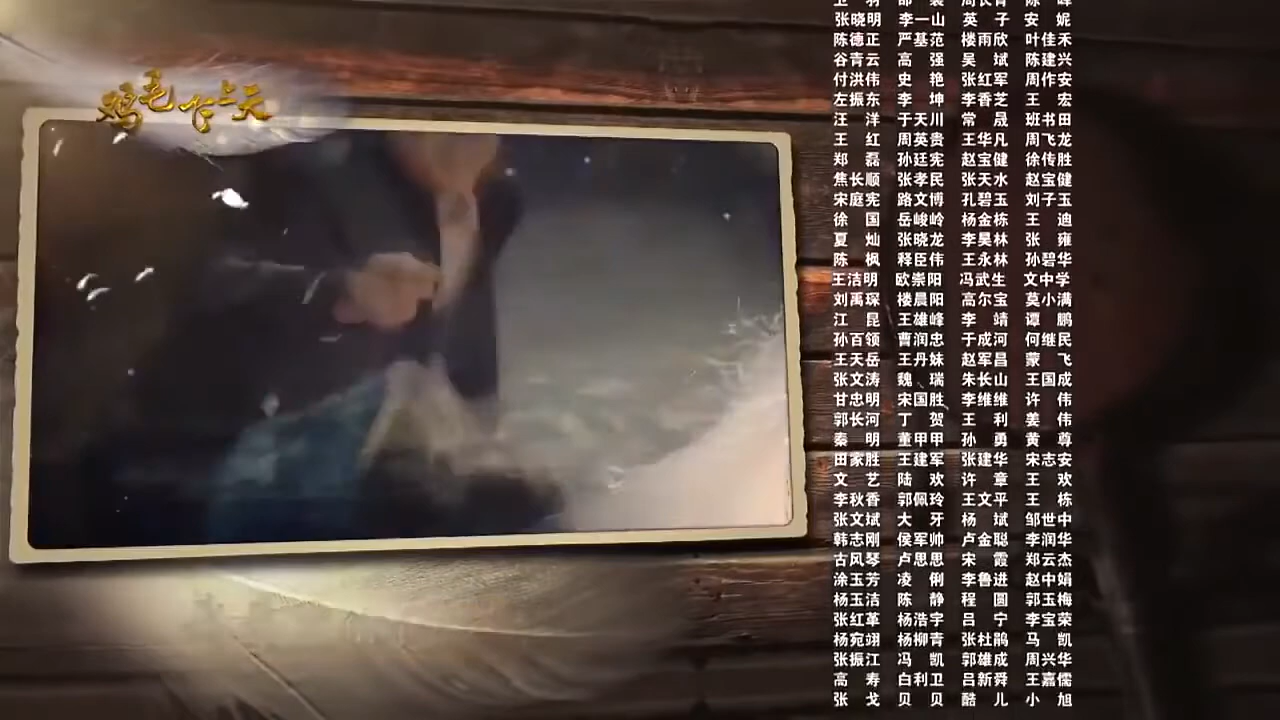 鸡毛飞上天
张晓明 李一山 英子 安妮
陈德正 严基范 楼雨欣 叶佳禾
谷青云 高强 吴斌 陈建兴
付洪伟 史艳 张红军 周作安
左振东 李坤 李香芝 王宏
汪洋 于天川 常晟 班书田
王红 周英贵 王华凡 周飞龙
郑磊 孙廷宪 赵宝健 徐传胜
焦长顺 张孝民 张天水 赵宝健
宋庭宪 路文博 孔碧玉 刘子玉
徐国 岳峻岭 杨金栋 王迪
夏灿 张晓龙 李昊林 张雍
陈枫 释臣伟 王永林 孙碧华
王洁明 欧崇阳 冯武生 文中学
刘禹琛 楼晨阳 高尔宝 莫小满
江昆 王雄峰 李靖 谭鹏
孙百领 曹润忠 于成河 何继民
王天岳 王丹妹 赵军昌 蒙飞
张文涛 魏瑞 朱长山 王国成
甘忠明 宋国胜 李维维 许伟
郭长河 丁贺 王利 姜伟
秦明 董甲甲 孙勇 黄尊
田家胜 王建军 张建华 宋志安
文艺 陆欢 许章 王欢
李秋香 郭佩玲 王文平 王栋
张文斌 大牙 杨斌 邹世中
韩志刚 侯军帅 卢金聪 李润华
古风琴 卢思思 宋霞 郑云杰
涂玉芳 凌俐 李鲁进 赵中娟
杨玉洁 陈静 程圆 郭玉梅
张红革 杨浩宇 吕宁 李宝荣
杨宛翊 杨柳青 张杜鹃 马凯
张振江 冯凯 郭雄成 周兴华
高寿 白利卫 吕新舜 王嘉儒
张戈 贝贝 酷儿 小旭